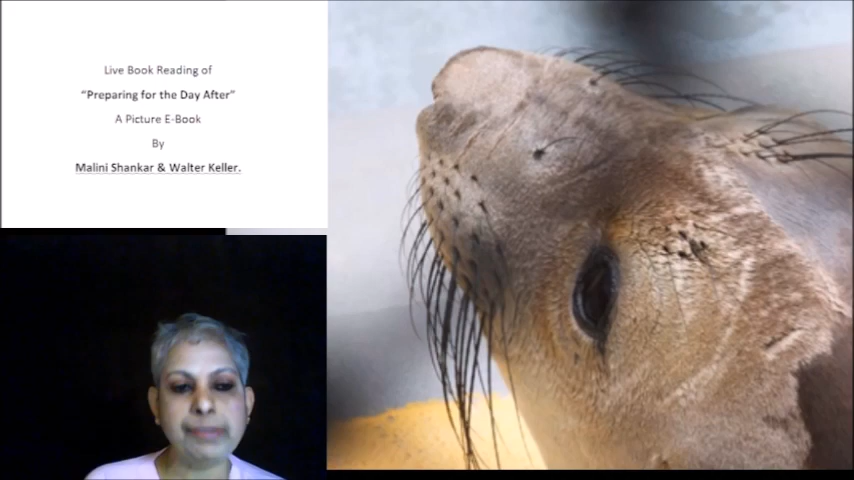 Live Book Reading of
“Preparing for the Day After”
A Picture E-Book
By
Malini Shankar & Walter Keller.